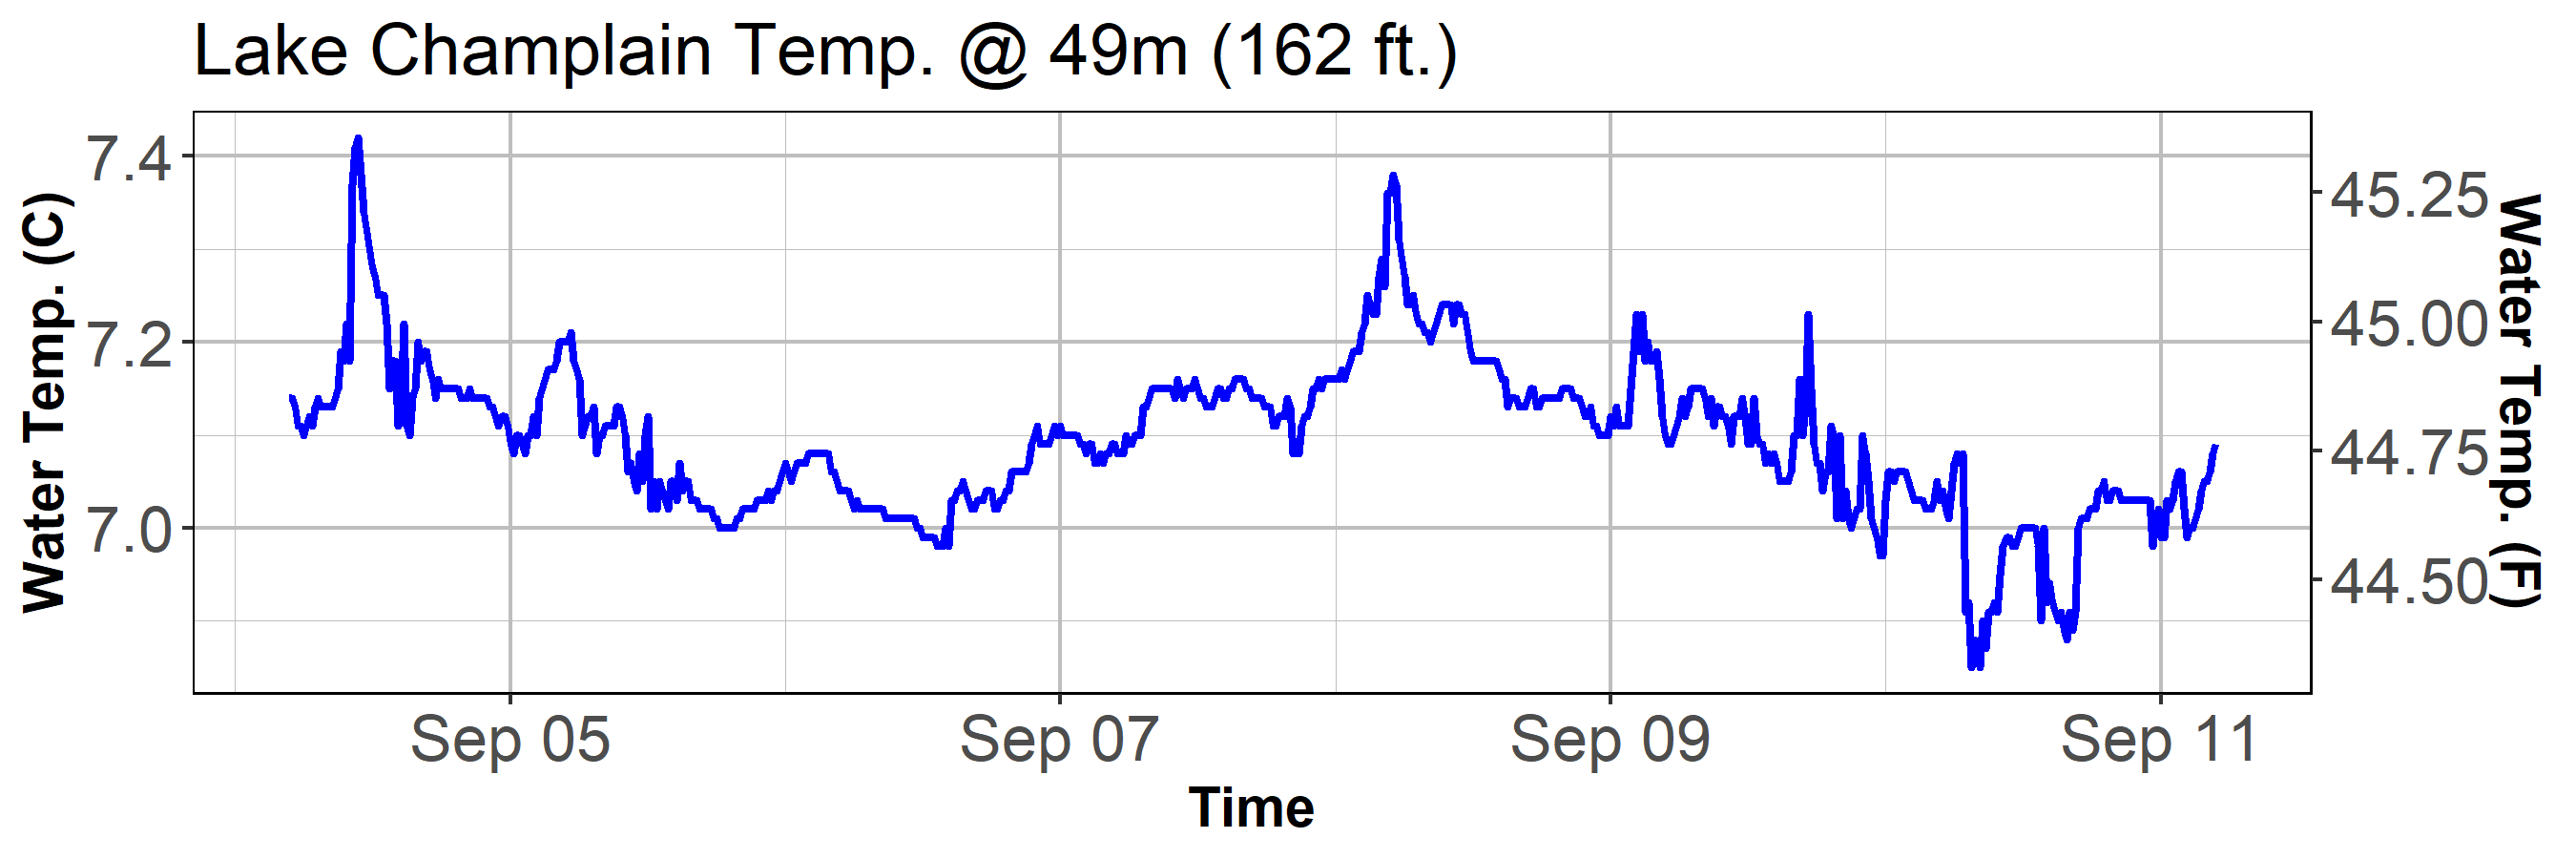 Lake Champlain Temp. @ 49m (162 ft.)
Water Temp. (C)
7.4
7.2
7.0
45.25
45.00
44.75
44.50
Water Temp. (F)
Sep 05 Sep 07 Sep 09 Sep 11
Time